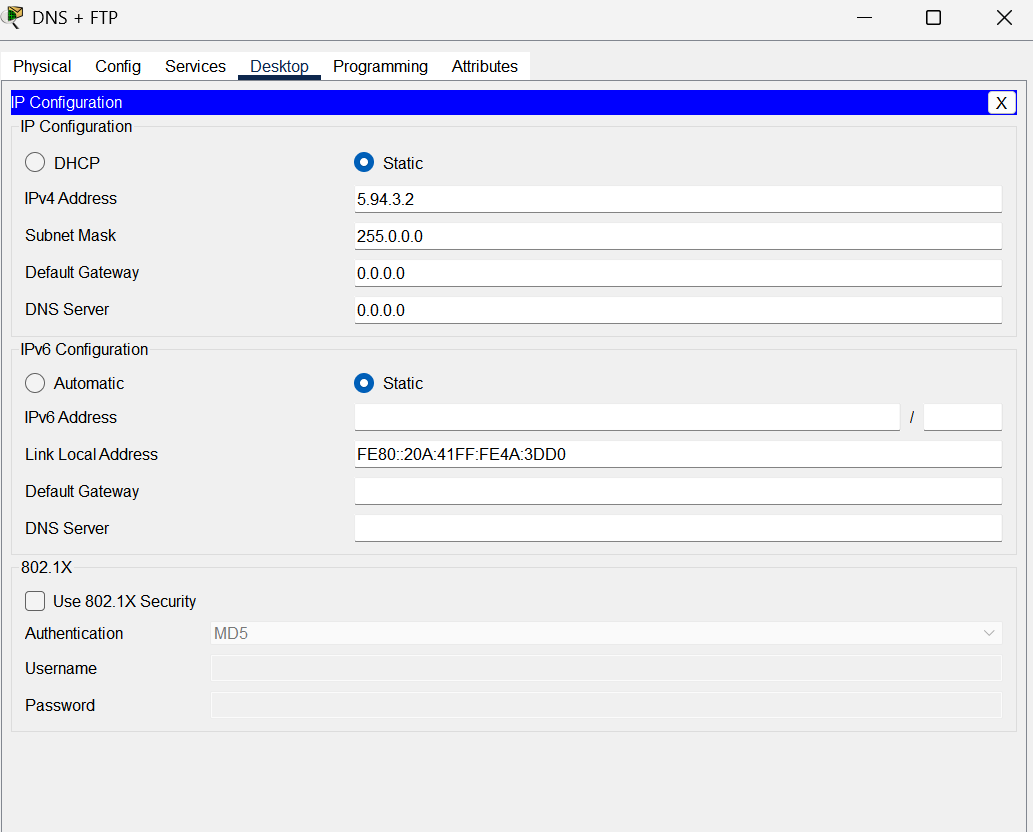 DNS + FTP
Physical Config Services Desktop Programming Attributes
IP Configuration X
IP Configuration
DHCP Static
IPv4 Address 5.94.3.2
Subnet Mask 255.0.0.0
Default Gateway 0.0.0.0
DNS Server 0.0.0.0
IPv6 Configuration
Automatic Static
IPv6 Address /
Link Local Address FE80::20A:41FF:FE4A:3DD0
Default Gateway
DNS Server
802.1X
Use 802.1X Security
Authentication MD5
Username
Password